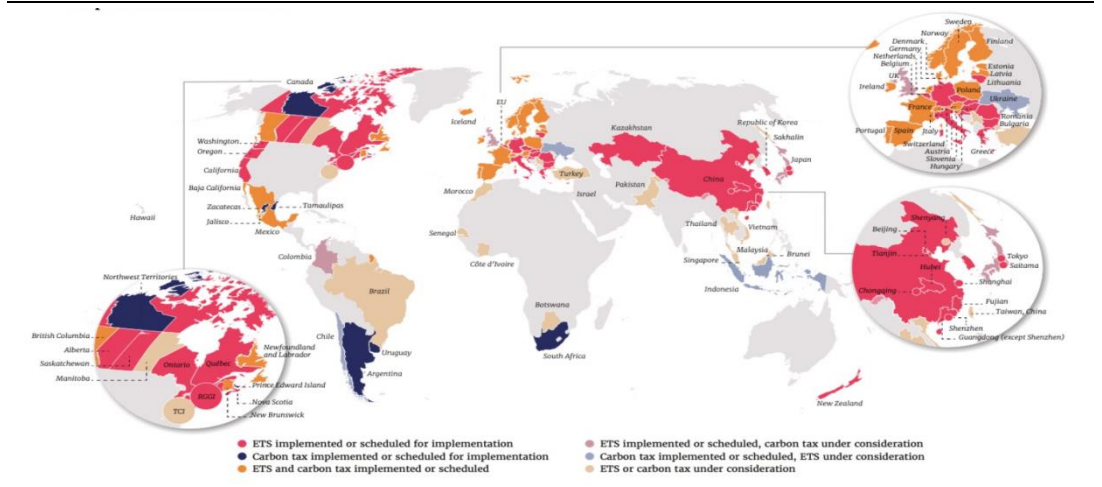 Canada
Washington
Oregon
California
Baja California
Zacatecas
Jalisco
Mexico
Tamaulipas
Hawaii
Colombia
Brazil
Chile
Uruguay
Argentina
Iceland
EU
Morocco
Senegal
Côte d'Ivoire
Turkey
Israel
Kazakhstan
Pakistan
China
Republic of Korea
Sakhalin
Japan
Thailand
Vietnam
Malaysia
Brunei
Singapore
Indonesia
Botswana
South Africa
New Zealand
Sweden
Norway
Denmark
Germany
Netherlands
Belgium
UK
Ireland
Finland
Estonia
Latvia
Lithuania
Poland
Ukraine
France
Romania
Bulgaria
Portugal
Spain
Italy
Switzerland
Austria
Slovenia
Hungary
Greece
Shenyang
Beijing
Tianjin
Hubei
Chongqing
Tokyo
Saitama
Shanghai
Fujian
Taiwan, China
Shenzhen
Guangdong (except Shenzhen)
Northwest Territories
British Columbia
Alberta
Saskatchewan
Manitoba
Ontario
Québec
Newfoundland
and Labrador
Prince Edward Island
Nova Scotia
New Brunswick
RGGI
TCI
ETS implemented or scheduled for implementation
Carbon tax implemented or scheduled for implementation
ETS and carbon tax implemented or scheduled
ETS implemented or scheduled, carbon tax under consideration
Carbon tax implemented or scheduled, ETS under consideration
ETS or carbon tax under consideration